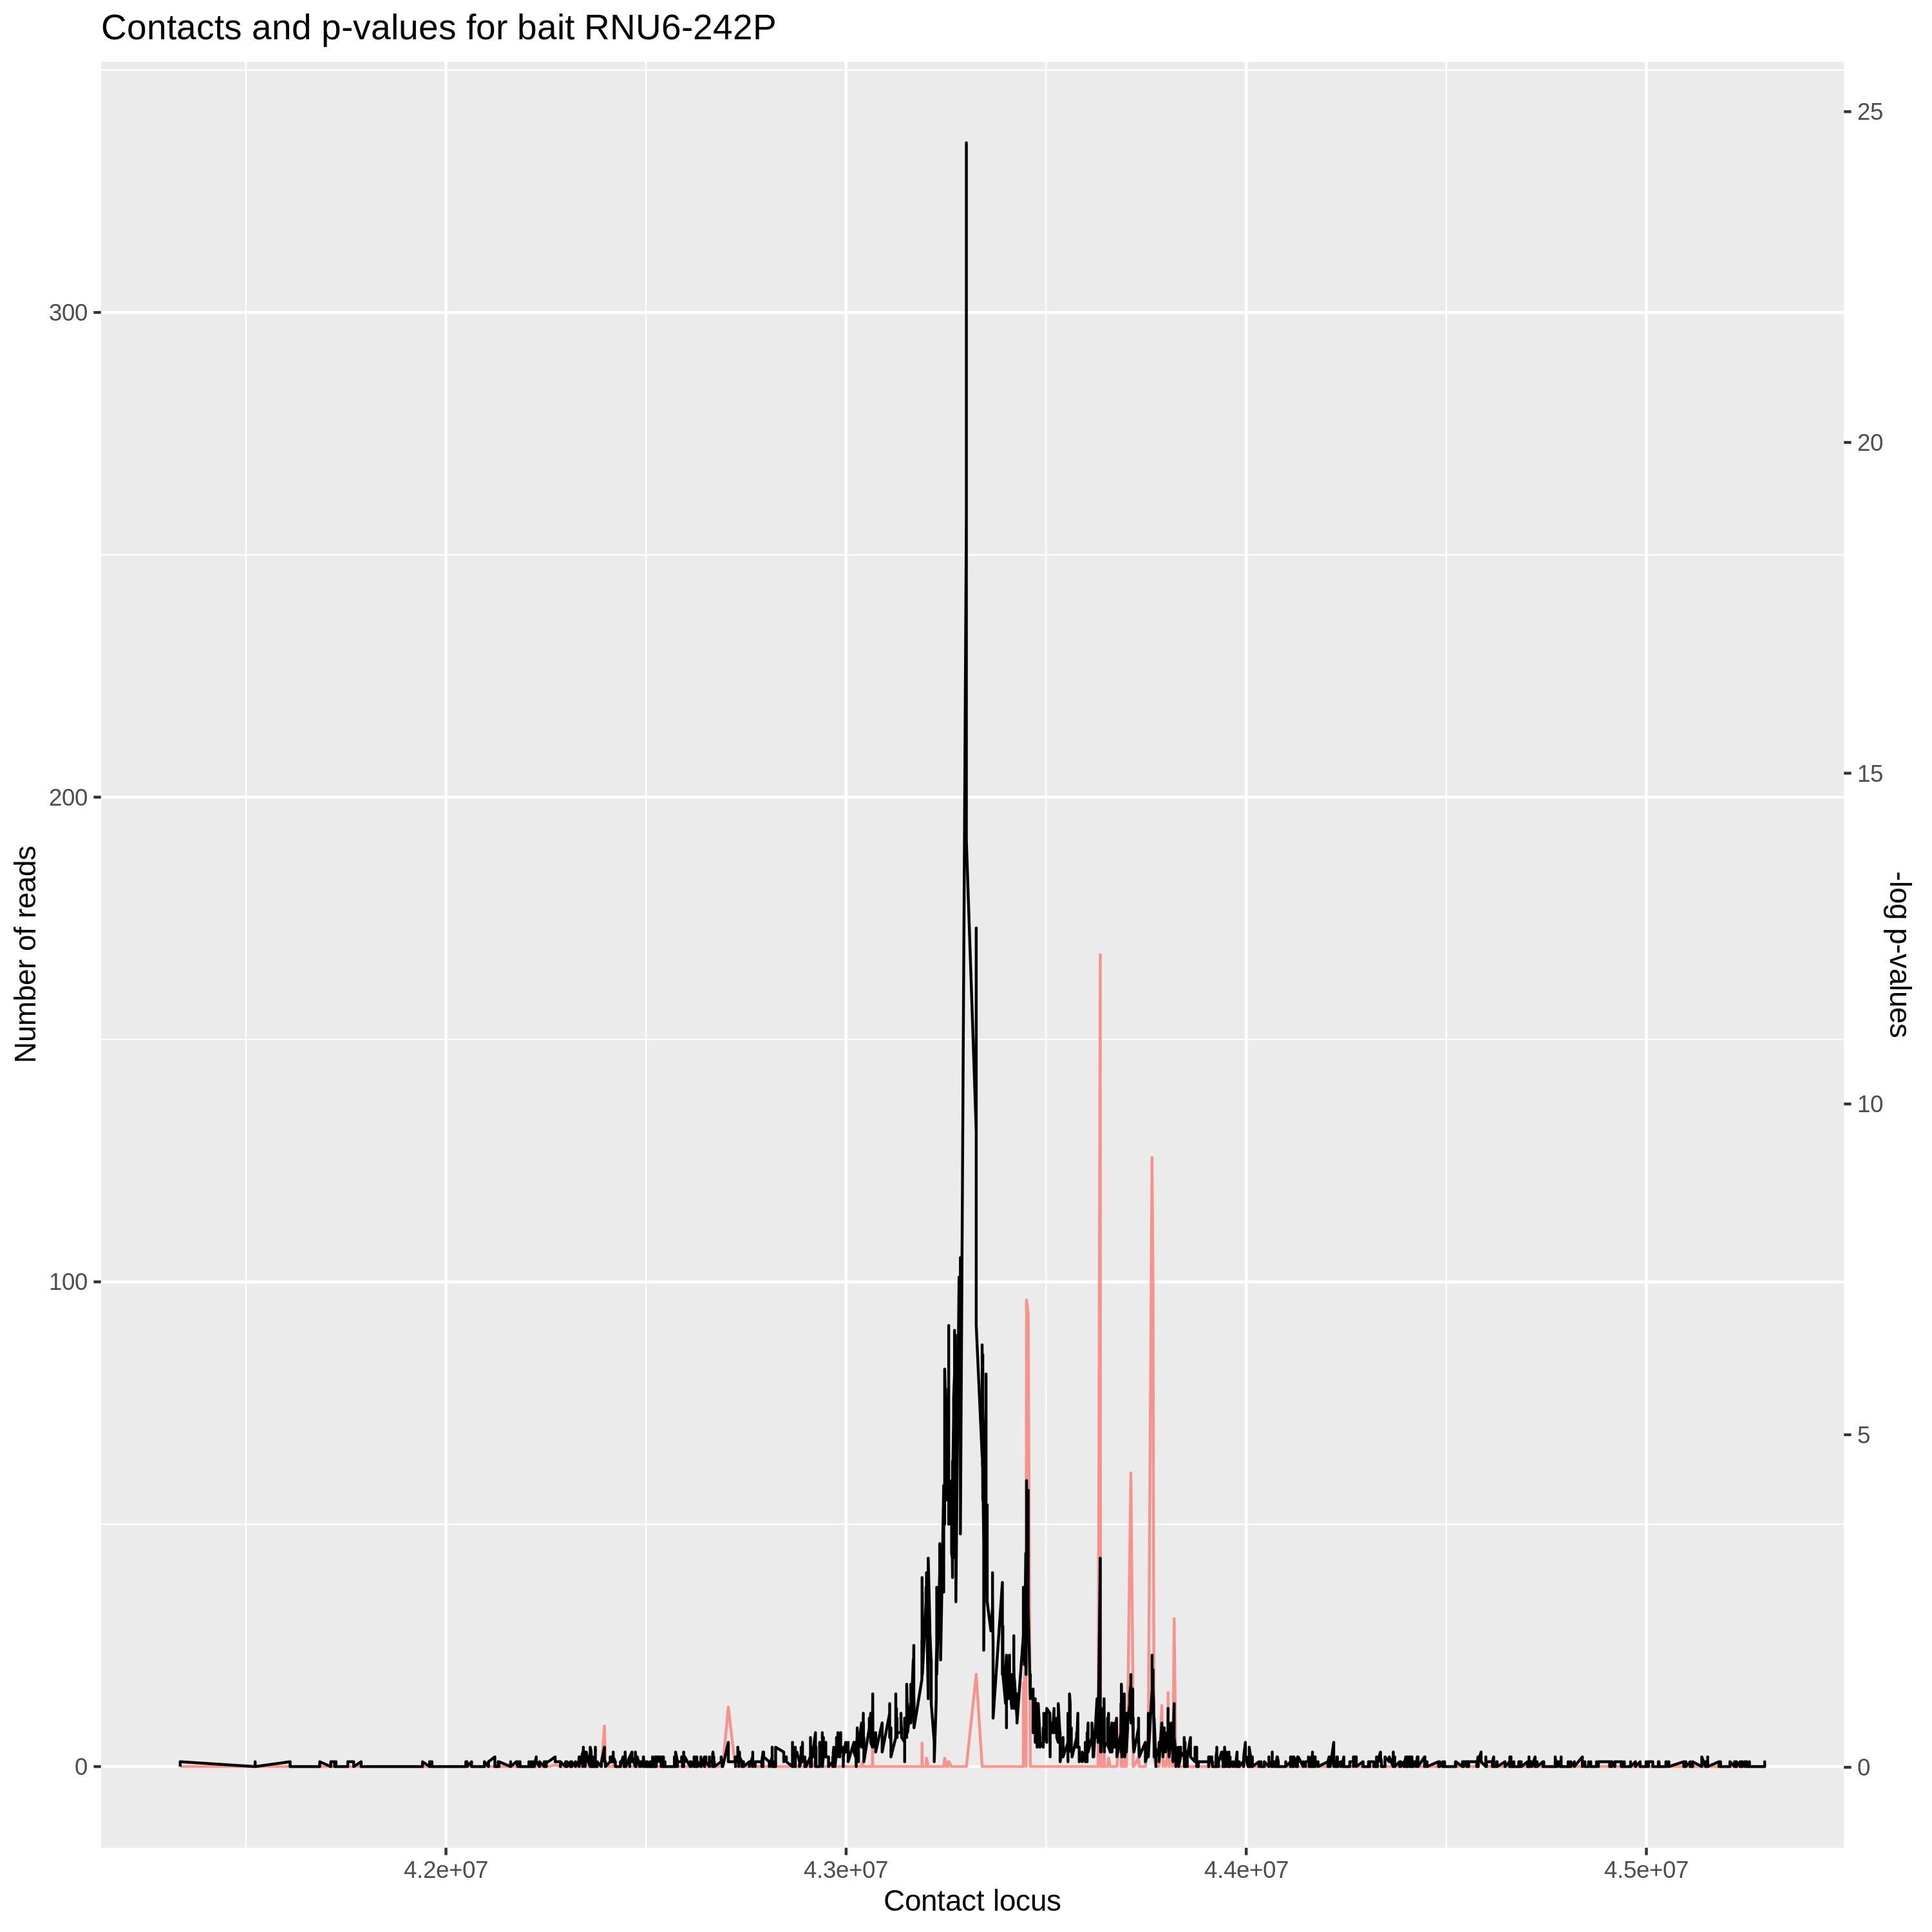 Contacts and p-values for bait RNU6-242P
Number of reads
300
200
100
0
25
20
15
10
5
0
-log p-values
4.2e+07
4.3e+07
4.4e+07
4.5e+07
Contact locus